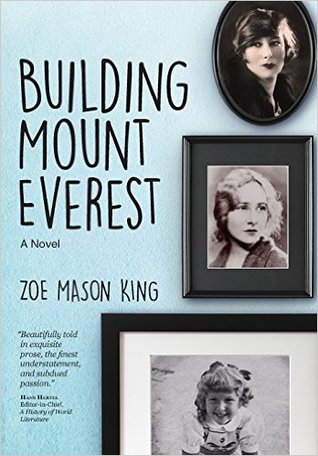 BUILDING
MOUNT
EVEREST
A Novel
ZOE MASON KING
"Beautifully told
in exquisite
prose, the finest
understatement,
and subdued
passion."
Hans Hertel
Editor-in-Chief,
A History of World
Literature